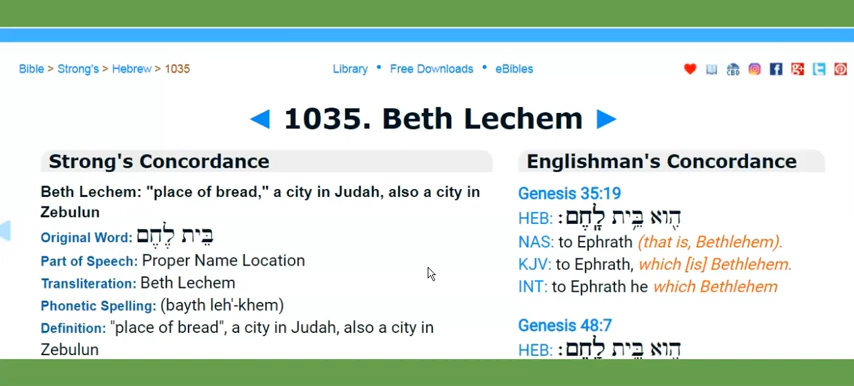 Bible > Strong's > Hebrew > 1035
Library • Free Downloads • eBibles
◄ 1035. Beth Lechem ►
Strong's Concordance
Beth Lechem: "place of bread," a city in Judah, also a city in
Zebulun
Original Word: בֵּית לֶחֶם
Part of Speech: Proper Name Location
Transliteration: Beth Lechem
Phonetic Spelling: (bayth leh'-khem)
Definition: "place of bread", a city in Judah, also a city in
Zebulun
Englishman's Concordance
Genesis 35:19
HEB: הִ֖וא בֵּ֥ית לָֽחֶם׃
NAS: to Ephrath (that is, Bethlehem).
KJV: to Ephrath, which [is] Bethlehem.
INT: to Ephrath he which Bethlehem
Genesis 48:7
HEB: הִ֖וא בֵּ֥ית לָֽחֶם׃